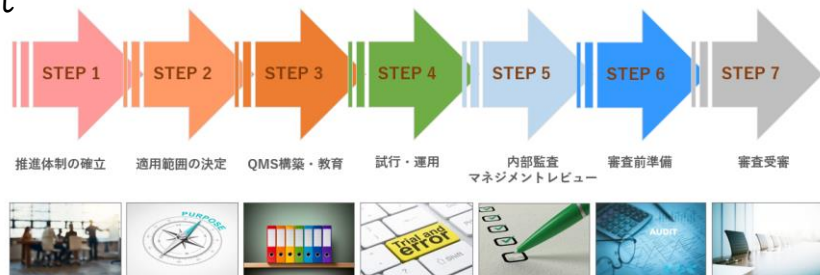 STEP 1
STEP 2
STEP 3
STEP 4
STEP 5
STEP 6
STEP 7
推進体制の確立
適用範囲の決定
QMS構築・教育
試行・運用
内部監査
マネジメントレビュー
審査前準備
審査受審
PURPOSE
Trial and
error
Shift
AUDIT